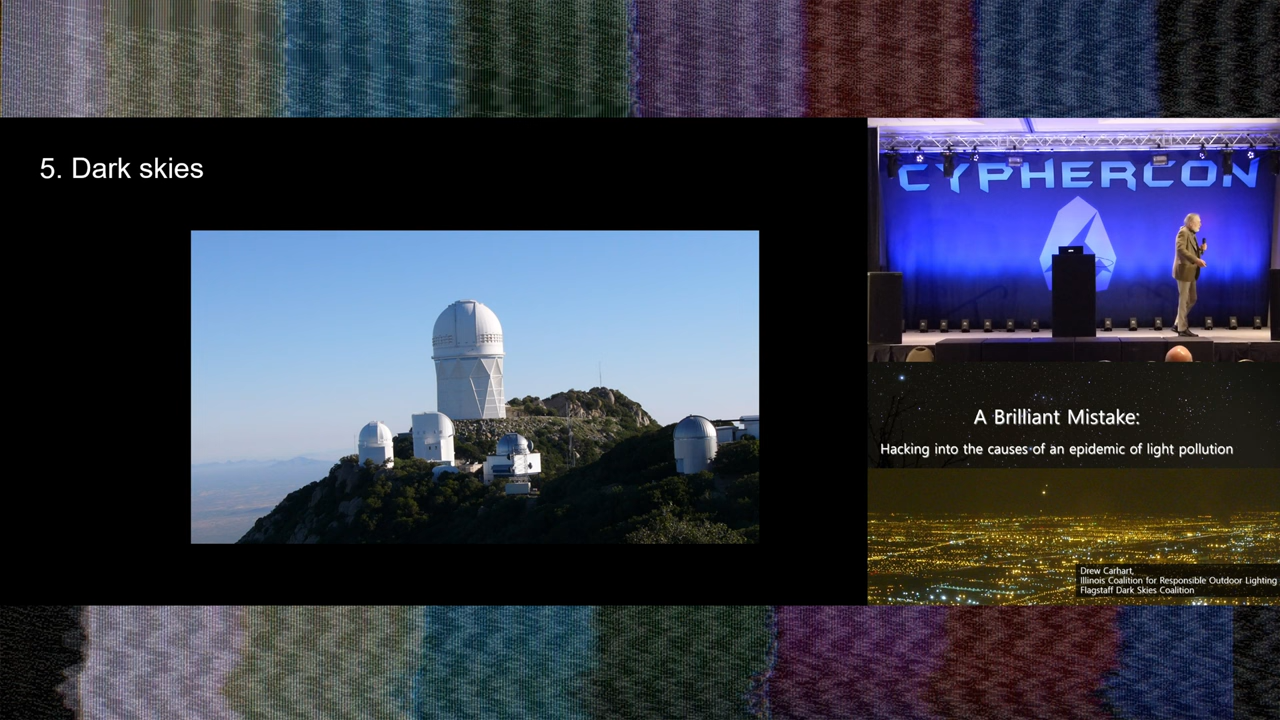 5. Dark skies
CYPHERCON
A Brilliant Mistake:
Hacking into the causes of an epidemic of light pollution
Drew Carhart,
Illinois Coalition for Responsible Outdoor Lighting
Flagstaff Dark Skies Coalition